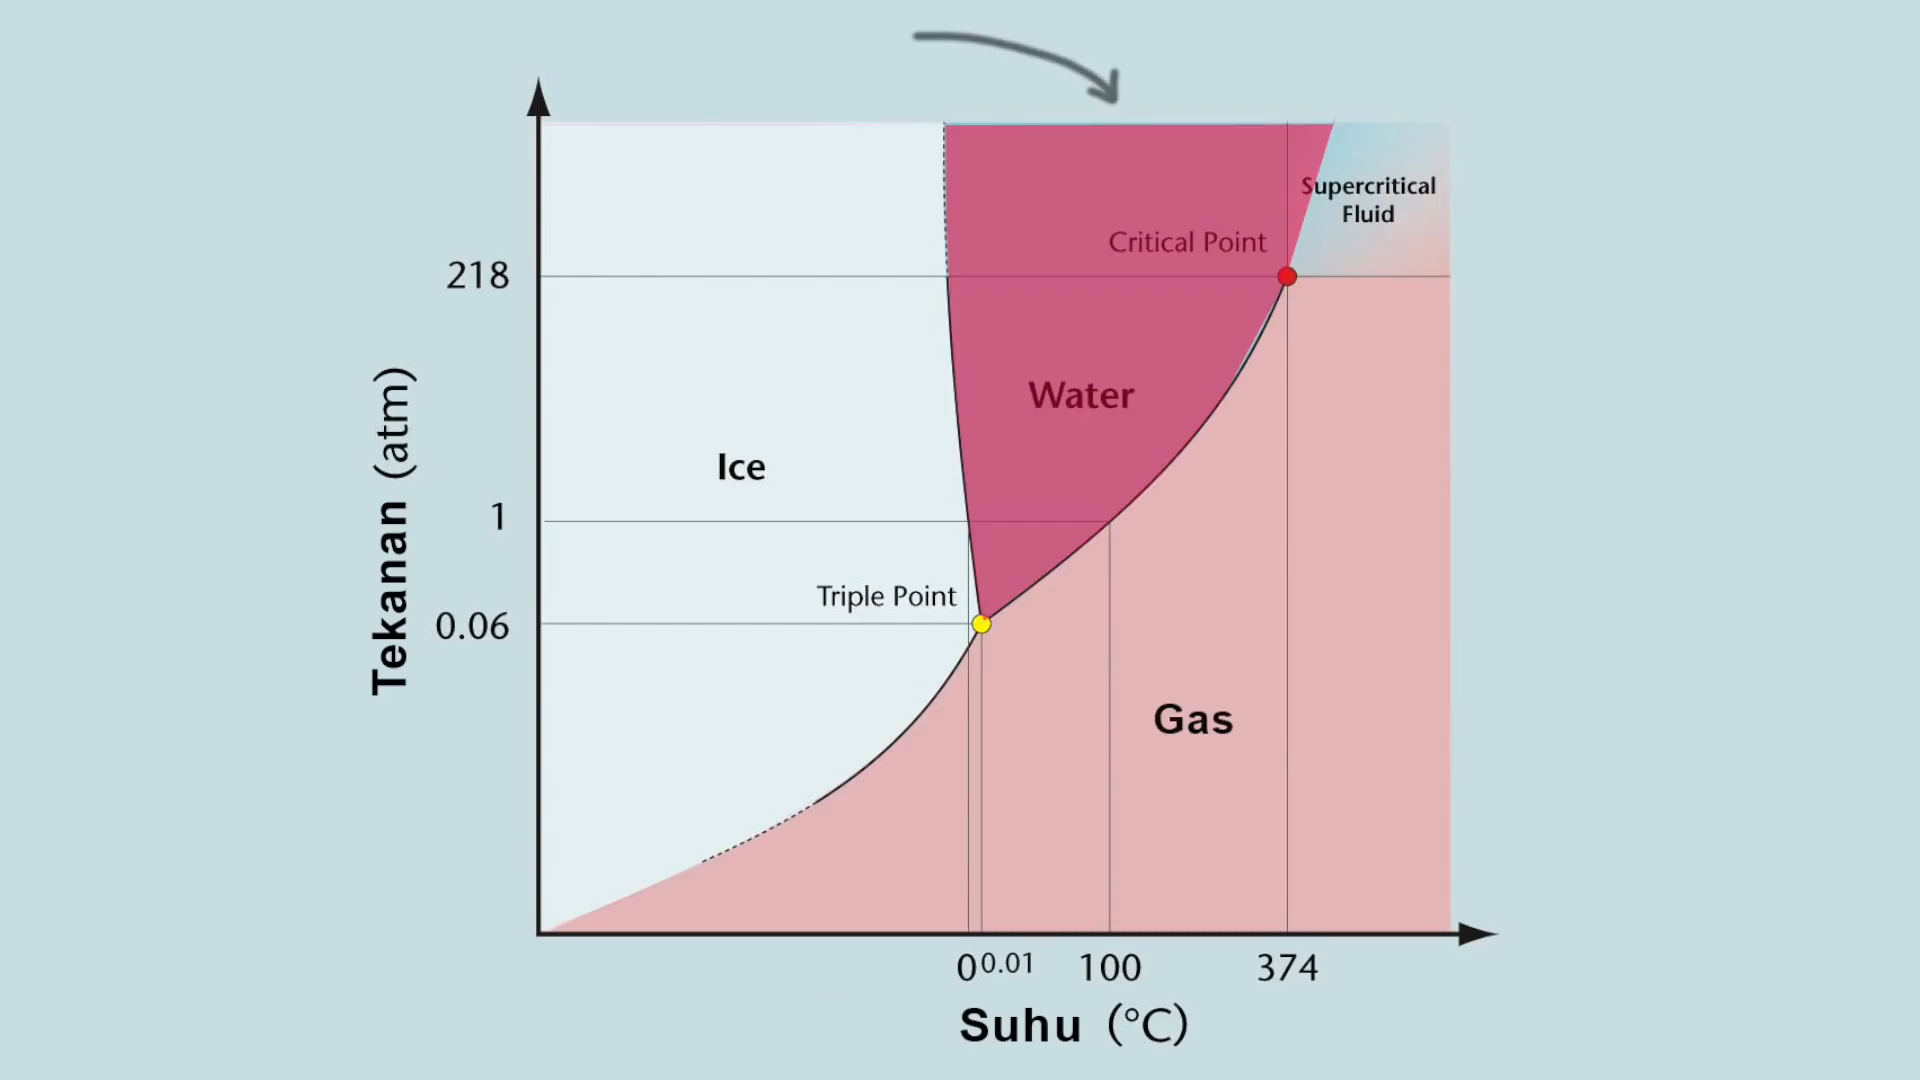 Supercritical
Fluid
Critical Point
218
Water
Ice
1
Triple Point
0.06
Tekanan (atm)
Gas
0
0.01
100
374
Suhu (°C)